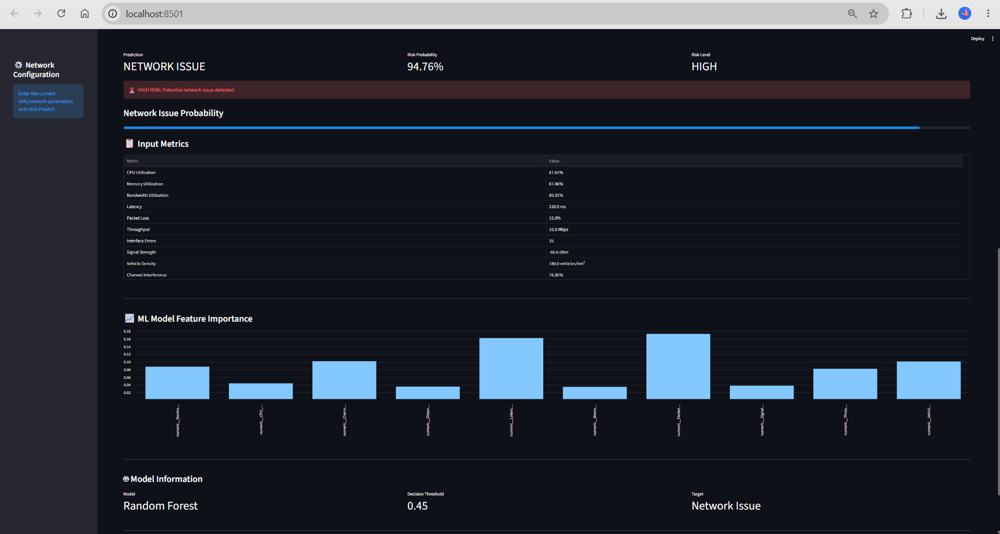 localhost:8501
Deploy
Network
Configuration
Enter the current
VAN/network parameters
and click Predict.
Prediction
NETWORK ISSUE
Risk Probability
94.76%
Risk Level
HIGH
HIGH RISK: Potential network issue detected.
Network Issue Probability
Input Metrics
Metric Value
CPU Utilization 87.61%
Memory Utilization 87.86%
Bandwidth Utilization 80.01%
Latency 220.0 ms
Packet Loss 15.0%
Throughput 10.0 Mbps
Interface Errors 35
Signal Strength -60.0 dBm
Vehicle Density 180.0 vehicles/km²
Channel Interference 76.85%
ML Model Feature Importance
0.18
0.16
0.14
0.12
0.10
0.08
0.06
0.04
0.02
numeric__Bandw...
numeric__CPU_...
numeric__Chann...
numeric__Distan...
numeric__Latenc...
numeric__Memo...
numeric__Packet...
numeric__Signal...
numeric__Throu...
numeric__Vehicl...
Model Information
Model
Random Forest
Decision Threshold
0.45
Target
Network Issue